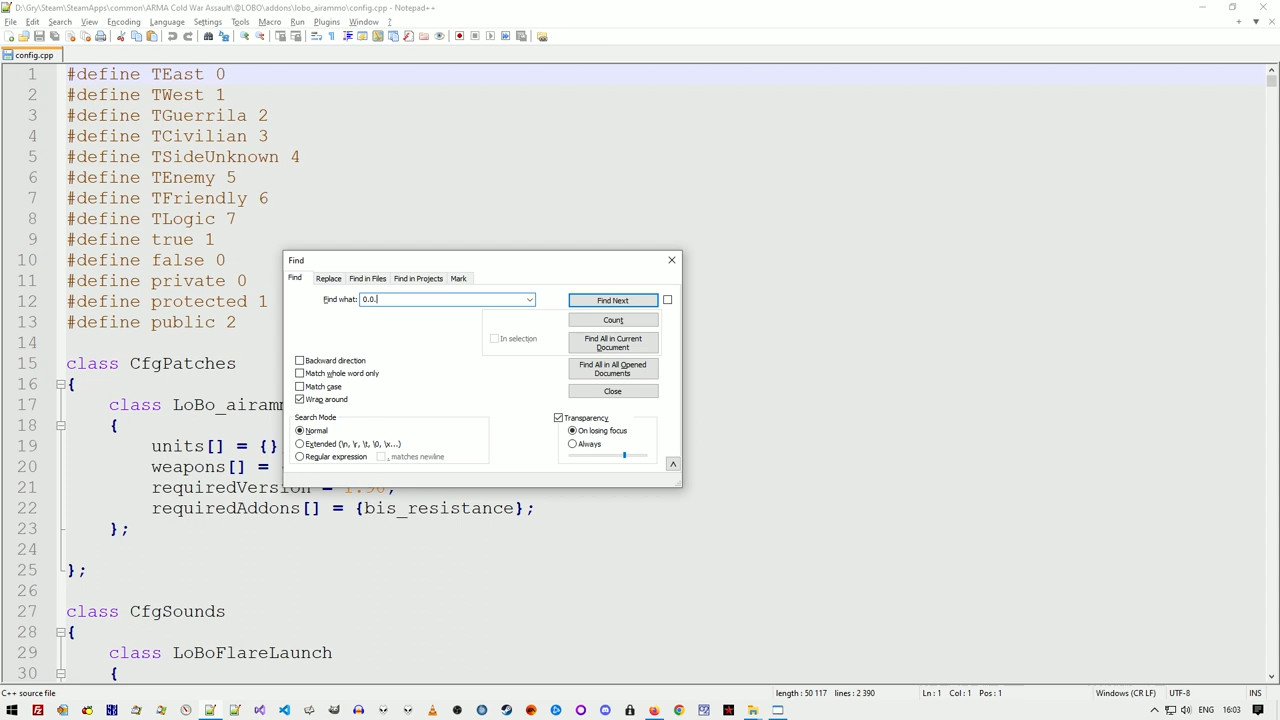 D:\Gry\Steam\SteamApps\common\ARMA Cold War Assault\@LOBO\addons\lobo_airammo\config.cpp - Notepad++
File Edit Search View Encoding Language Settings Tools Macro Run Plugins Window ?
config.cpp
1 #define TEast 0
2 #define TWest 1
3 #define TGuerrila 2
4 #define TCivilian 3
5 #define TSideUnknown 4
6 #define TEnemy 5
7 #define TFriendly 6
8 #define TLogic 7
9 #define true 1
10 #define false 0
11 #define private 0
12 #define protected 1
13 #define public 2
14
15 class CfgPatches
16 {
17 class LoBo_airamm
18 {
19 units[] = {}
20 weapons[] = 
21 requiredVersion = 1.96;
22 requiredAddons[] = {bis_resistance};
23 };
24
25 };
26
27 class CfgSounds
28 {
29 class LoBoFlareLaunch
30 {
Find
Find Replace Find in Files Find in Projects Mark
Find what: 0.0.
Find Next
Count
In selection
Find All in Current Document
Find All in All Opened Documents
Close
Backward direction
Match whole word only
Match case
Wrap around
Search Mode
Normal
Extended (\n, \r, \t, \0, \x...)
Regular expression
. matches newline
Transparency
On losing focus
Always
C++ source file length : 50 117 lines : 2 390 Ln : 1 Col : 1 Pos : 1 Windows (CR LF) UTF-8 INS
ENG 16:03